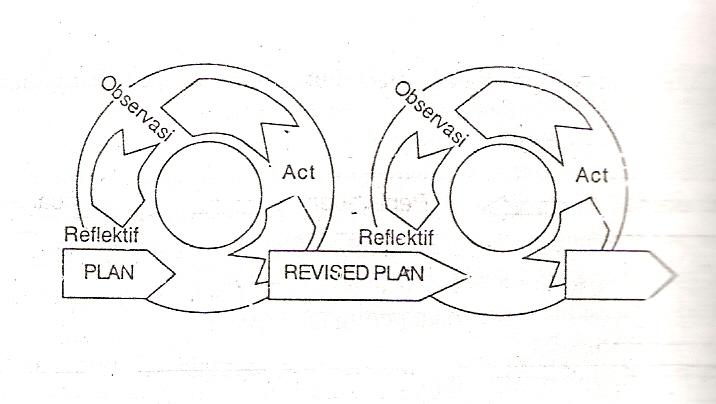 Observasi
Act
Reflektif
PLAN
Observasi
Act
Reflektif
REVISED PLAN